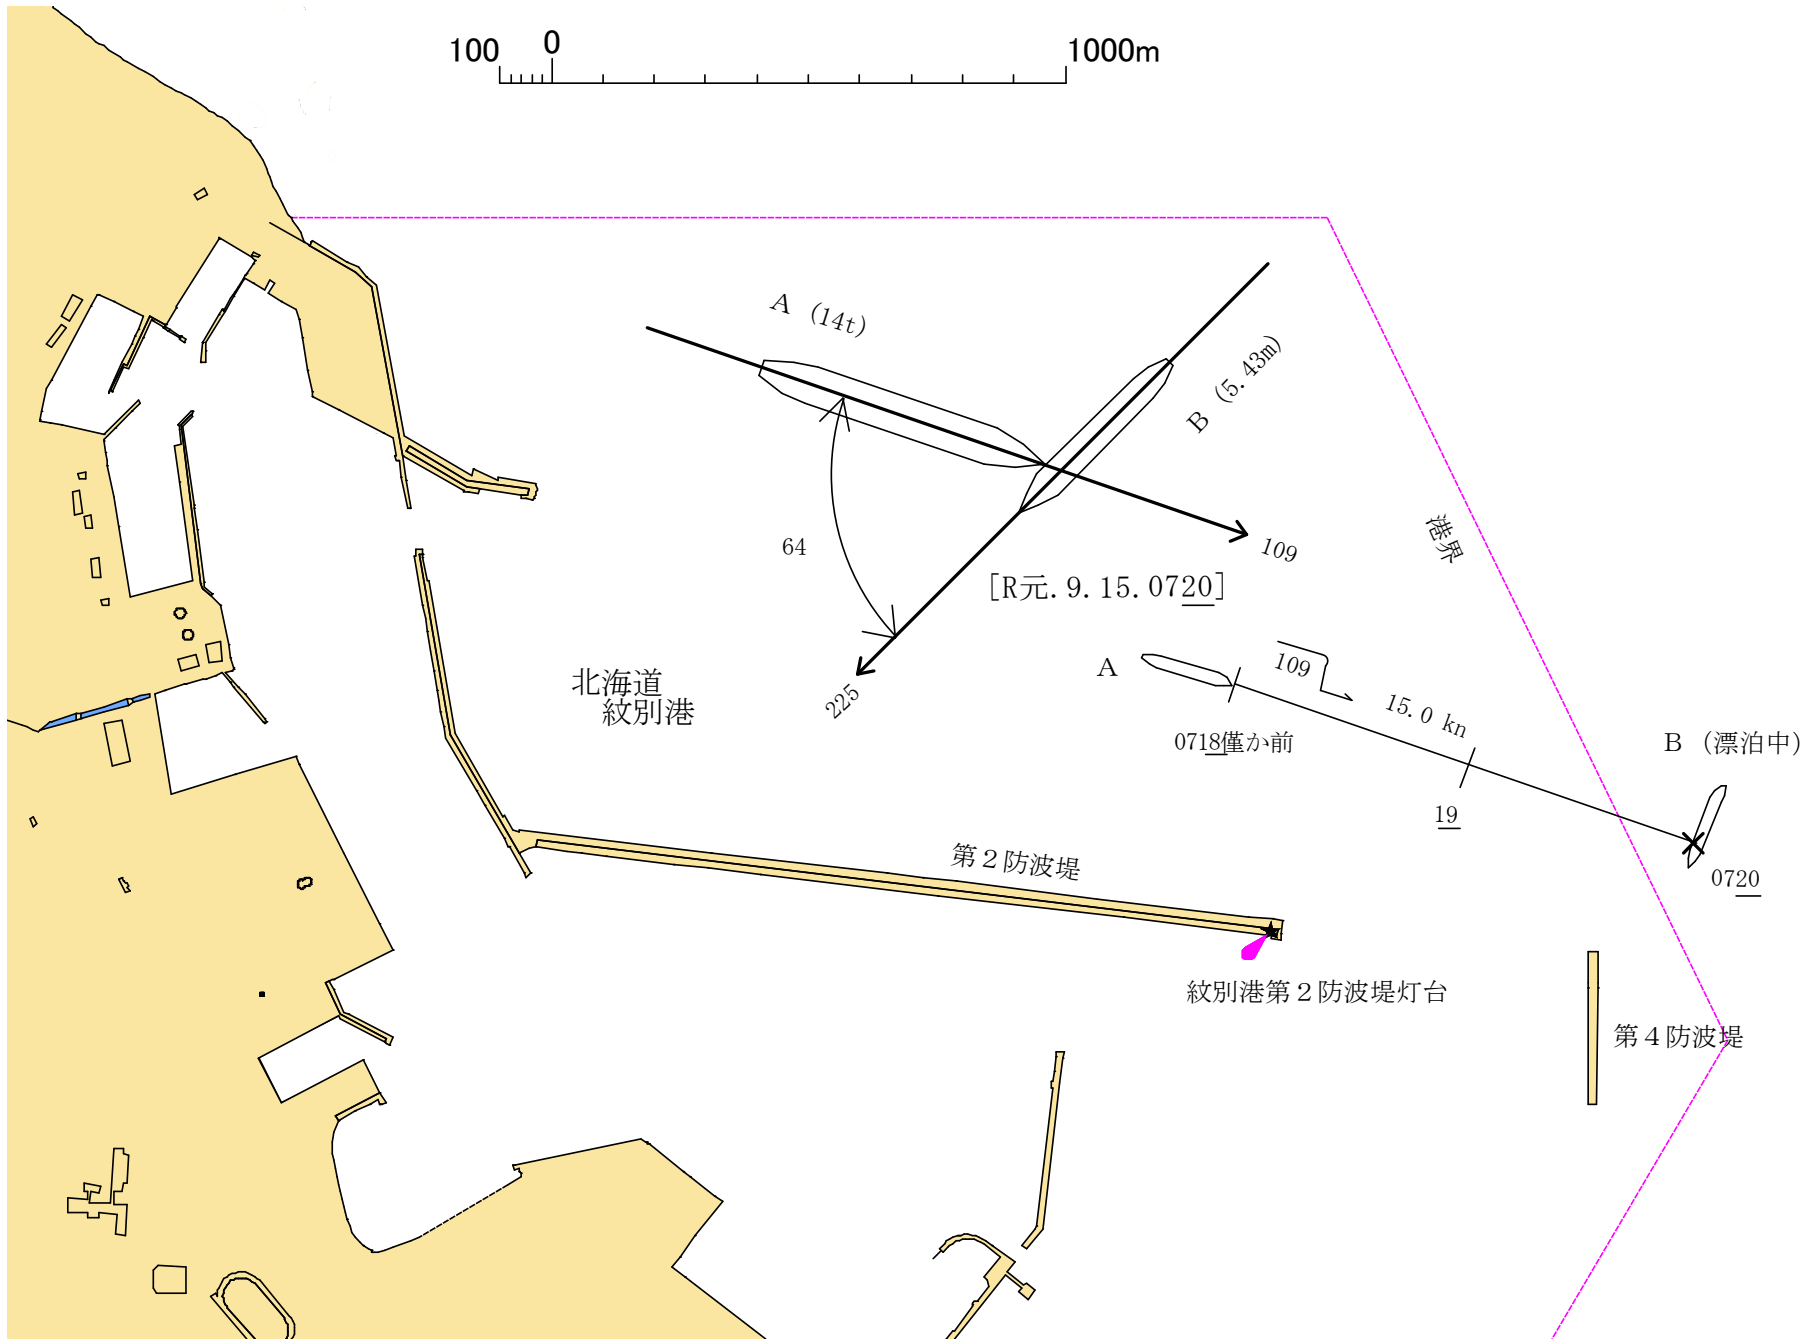 100 0 1000m
A (14t)
B (5.43m)
港界
64
109
[R元.9.15.0720]
225
北海道
紋別港
A
109
15.0 kn
0718僅か前
B (漂泊中)
19
0720
第2防波堤
紋別港第2防波堤灯台
第4防波堤